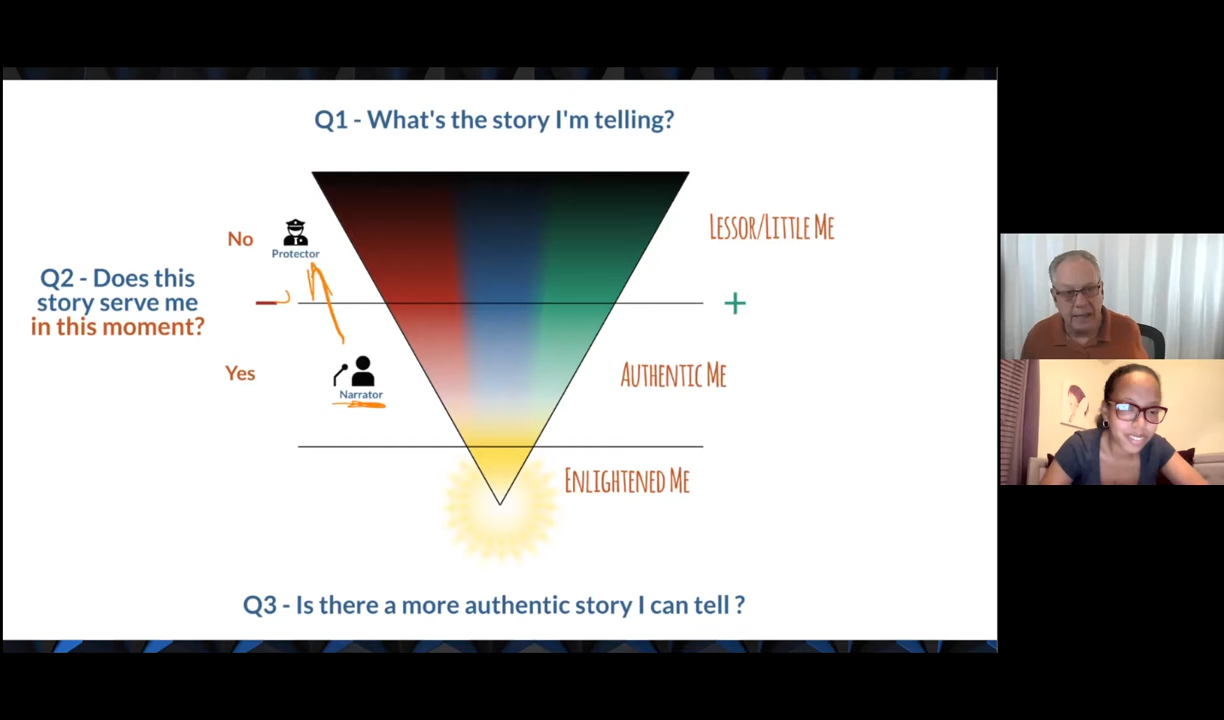 Q1 - What's the story I'm telling?
LESSOR/LITTLE ME
No
Protector
Q2 - Does this
story serve me
in this moment?
+
Yes
Narrator
AUTHENTIC ME
ENLIGHTENED ME
Q3 - Is there a more authentic story I can tell ?